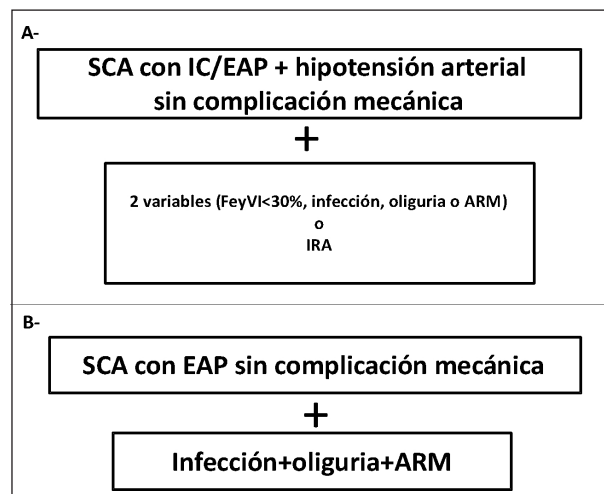 A-
SCA con IC/EAP + hipotensión arterial
sin complicación mecánica
+
2 variables (FeyVI<30%, infección, oliguria o ARM)
o
IRA
B-
SCA con EAP sin complicación mecánica
+
Infección+oliguria+ARM